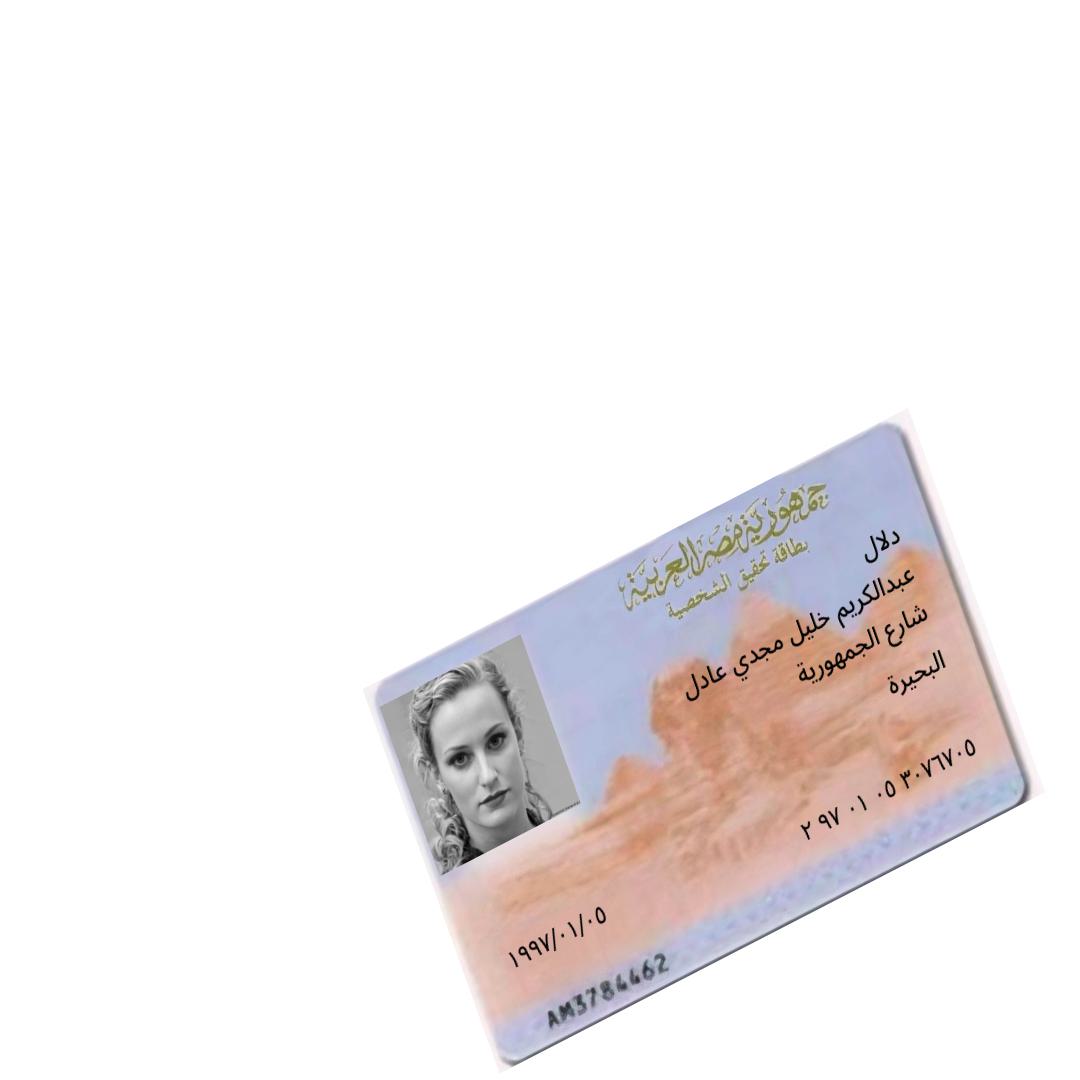 جمهورية مصر العربية
بطاقة تحقيق الشخصية
دلال
عبدالكريم خليل مجدي عادل
شارع الجمهورية
البحيرة
٢ ٩٧ ٠١ ٠٥ ٣٠٧٦٧٠٥
١٩٩٧/٠١/٠٥
AM3784462